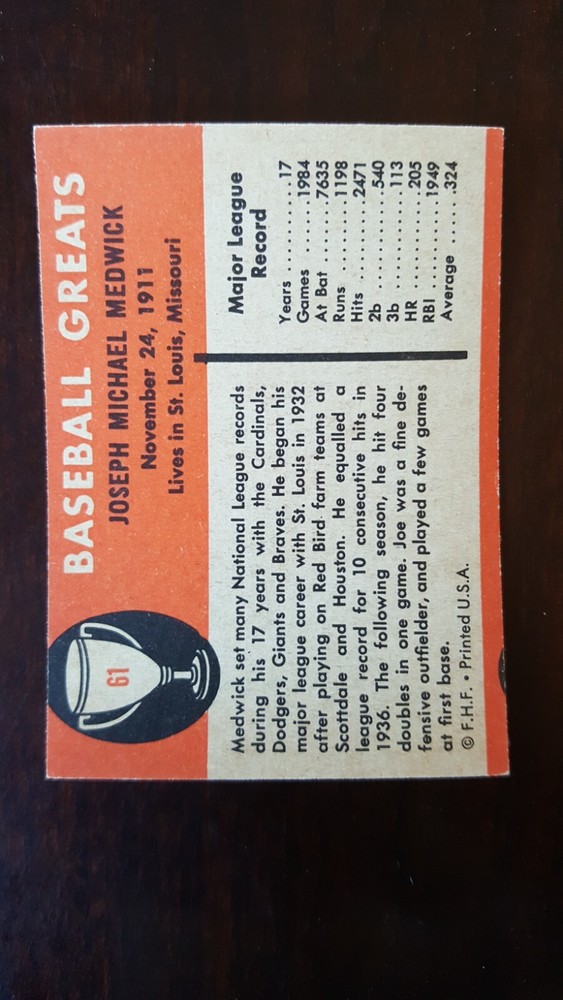 61
BASEBALL GREATS
JOSEPH MICHAEL MEDWICK
November 24, 1911
Lives in St. Louis, Missouri
Medwick set many National League records
during his 17 years with the Cardinals,
Dodgers, Giants and Braves. He began his
major league career with St. Louis in 1932
after playing on Red Bird farm teams at
Scottdale and Houston. He equalled a
league record for 10 consecutive hits in
1936. The following season, he hit four
doubles in one game. Joe was a fine de-
fensive outfielder, and played a few games
at first base.
© F.H.F. • Printed U.S.A.
Major League
Record
Years ..........17
Games ......1984
At Bat ......7635
Runs ........1198
Hits ..........2471
2b ............540
3b ............113
HR ............205
RBI ..........1949
Average ......324